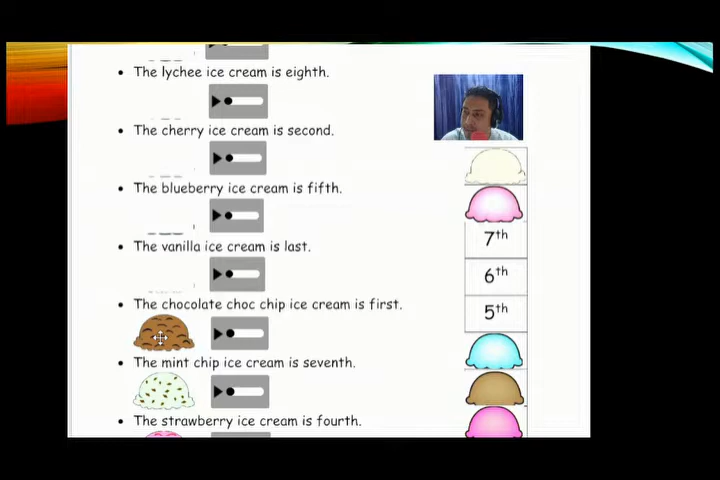 • The lychee ice cream is eighth.
• The cherry ice cream is second.
• The blueberry ice cream is fifth.
• The vanilla ice cream is last.
• The chocolate choc chip ice cream is first.
• The mint chip ice cream is seventh.
• The strawberry ice cream is fourth.
7th
6th
5th